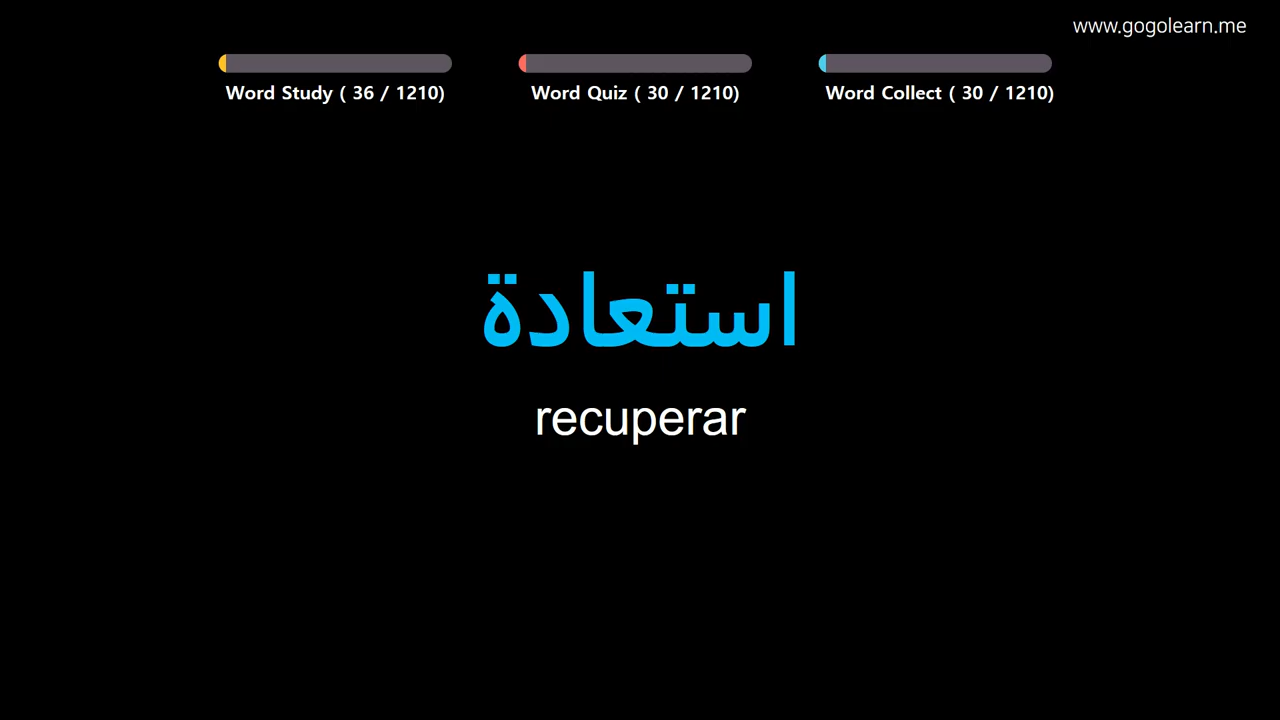 www.gogolearn.me
Word Study ( 36 / 1210)
Word Quiz ( 30 / 1210)
Word Collect ( 30 / 1210)
استعادة
recuperar